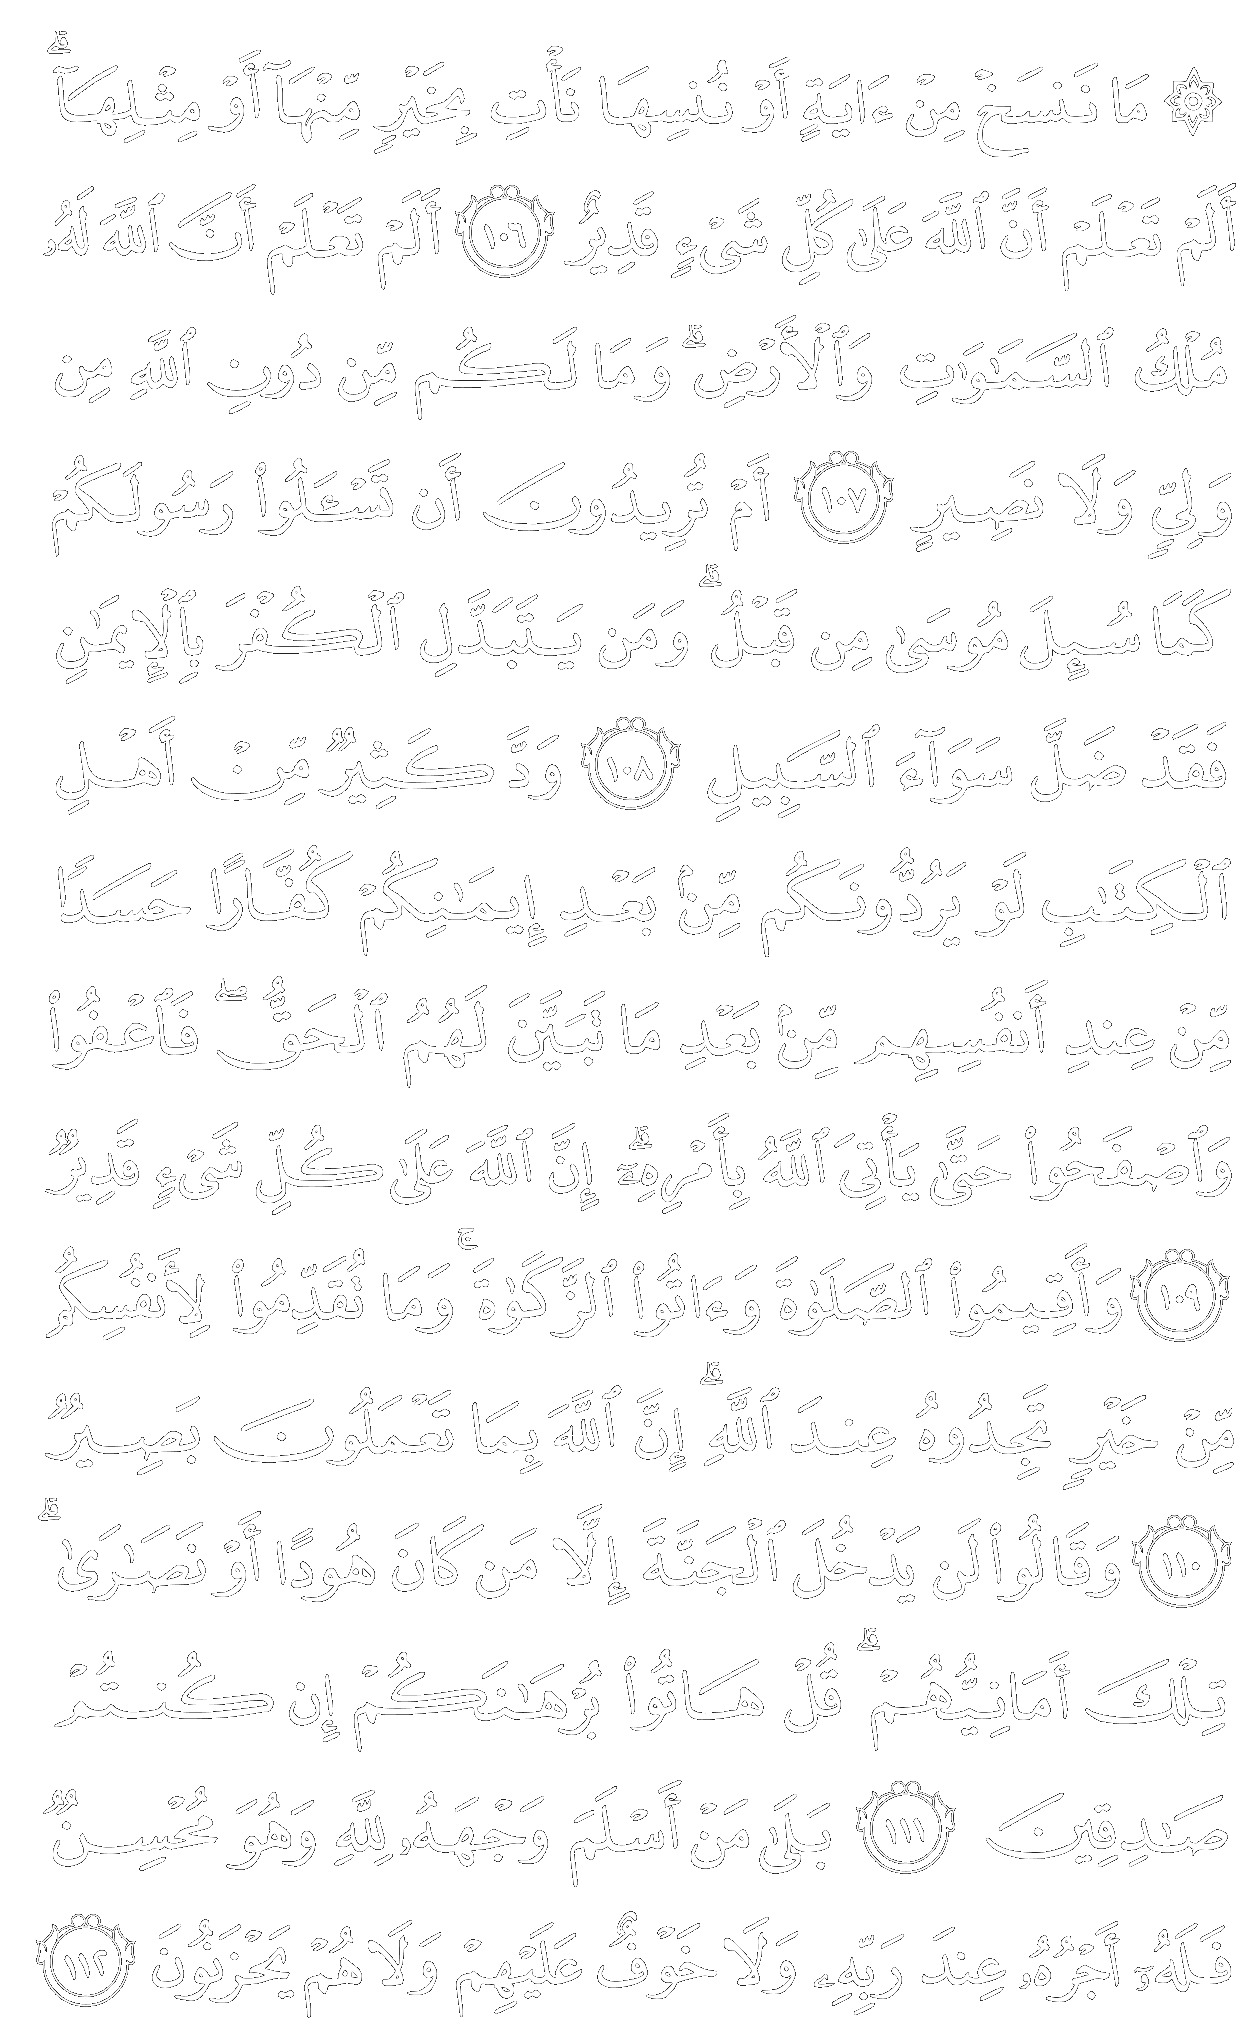 ۞ مَا نَنسَخْ مِنْ ءَايَةٍ أَوْ نُنسِهَا نَأْتِ بِخَيْرٍ مِّنْهَآ أَوْ مِثْلِهَآ ۗ
أَلَمْ تَعْلَمْ أَنَّ ٱللَّهَ عَلَىٰ كُلِّ شَىْءٍ قَدِيرٌ ١٠٦ أَلَمْ تَعْلَمْ أَنَّ ٱللَّهَ لَهُۥ
مُلْكُ ٱلسَّمَـٰوَٰتِ وَٱلْأَرْضِ ۗ وَمَا لَكُم مِّن دُونِ ٱللَّهِ مِن
وَلِىٍّ وَلَا نَصِيرٍ ١٠٧ أَمْ تُرِيدُونَ أَن تَسْـَٔلُوا۟ رَسُولَكُمْ
كَمَا سُئِلَ مُوسَىٰ مِن قَبْلُ ۗ وَمَن يَتَبَدَّلِ ٱلْكُفْرَ بِٱلْإِيمَـٰنِ
فَقَدْ ضَلَّ سَوَآءَ ٱلسَّبِيلِ ١٠٨ وَدَّ كَثِيرٌ مِّنْ أَهْلِ
ٱلْكِتَـٰبِ لَوْ يَرُدُّونَكُم مِّنۢ بَعْدِ إِيمَـٰنِكُمْ كُفَّارًا حَسَدًا
مِّنْ عِندِ أَنفُسِهِم مِّنۢ بَعْدِ مَا تَبَيَّنَ لَهُمُ ٱلْحَقُّ ۖ فَٱعْفُوا۟
وَٱصْفَحُوا۟ حَتَّىٰ يَأْتِىَ ٱللَّهُ بِأَمْرِهِۦٓ ۗ إِنَّ ٱللَّهَ عَلَىٰ كُلِّ شَىْءٍ قَدِيرٌ
١٠٩ وَأَقِيمُوا۟ ٱلصَّلَوٰةَ وَءَاتُوا۟ ٱلزَّكَوٰةَ ۚ وَمَا تُقَدِّمُوا۟ لِأَنفُسِكُم
مِّنْ خَيْرٍ تَجِدُوهُ عِندَ ٱللَّهِ ۗ إِنَّ ٱللَّهَ بِمَا تَعْمَلُونَ بَصِيرٌ
١١٠ وَقَالُوا۟ لَن يَدْخُلَ ٱلْجَنَّةَ إِلَّا مَن كَانَ هُودًا أَوْ نَصَـٰرَىٰ ۗ
تِلْكَ أَمَانِيُّهُمْ ۗ قُلْ هَاتُوا۟ بُرْهَـٰنَكُمْ إِن كُنتُمْ
صَـٰدِقِينَ ١١١ بَلَىٰ مَنْ أَسْلَمَ وَجْهَهُۥ لِلَّهِ وَهُوَ مُحْسِنٌ
فَلَهُۥٓ أَجْرُهُۥ عِندَ رَبِّهِۦ وَلَا خَوْفٌ عَلَيْهِمْ وَلَا هُمْ يَحْزَنُونَ ١١٢